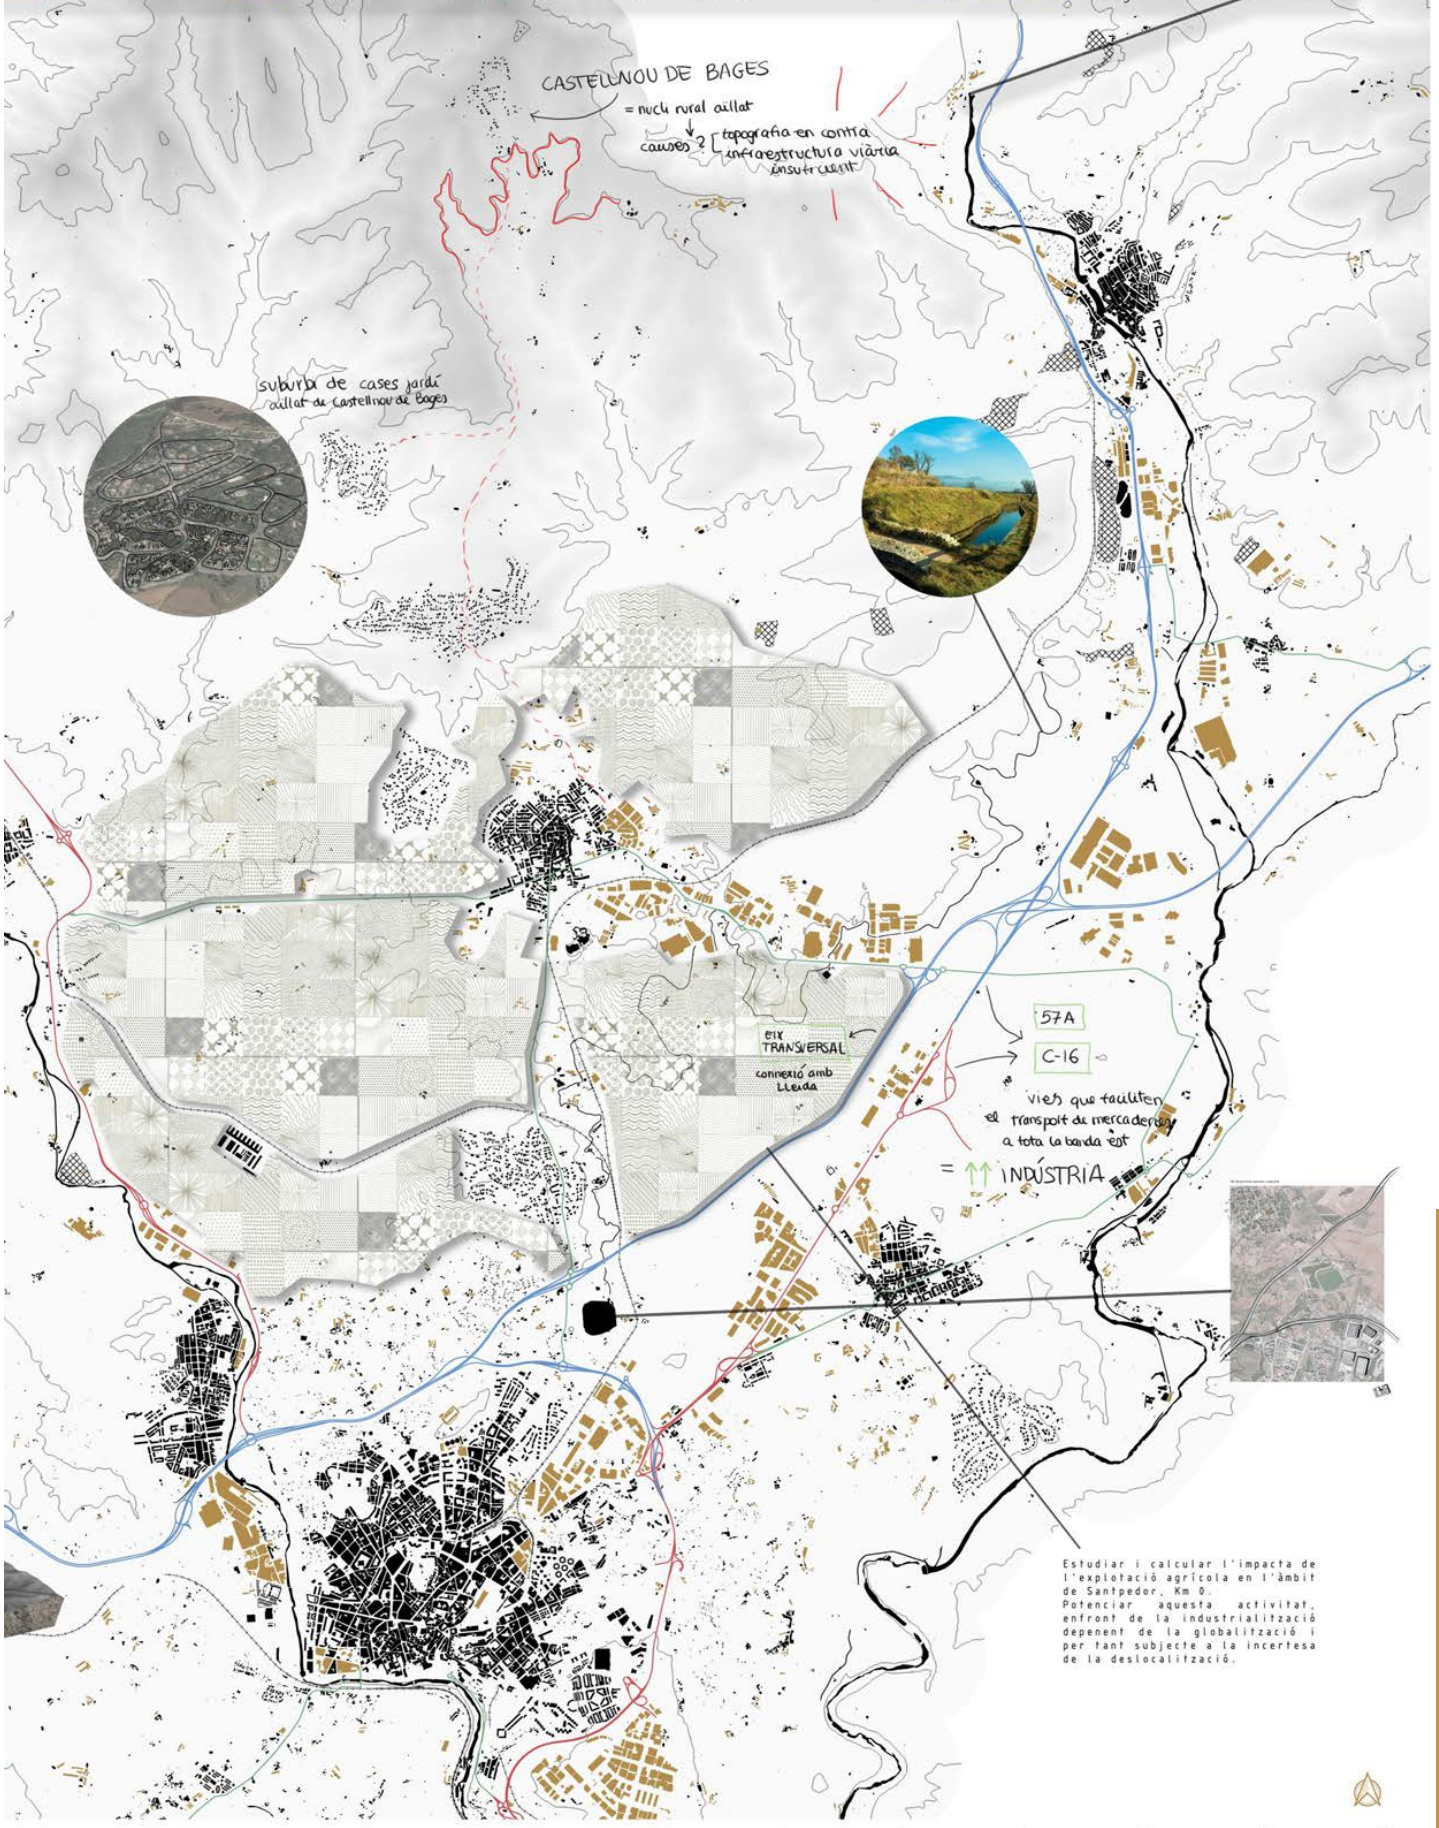 CASTELLNOU DE BAGES
= nucli rural aïllat
causes ? [ topografia en contra
infraestructura viària
insuficient
suburbi de cases jardí
aïllat de Castellnou de Bages
EIX
TRANSVERSAL
connexió amb
Lleida
57A
C-16
vies que faciliten
el transport de mercaderies
a tota la banda est
= ↑↑ INDÚSTRIA
Estudiar i calcular l'impacta de
l'explotació agrícola en l'àmbit
de Santpedor, Km 0.
Potenciar aquesta activitat,
enfront de la industrialització
depenent de la globalització i
per tant subjecte a la incertesa
de la deslocalització.